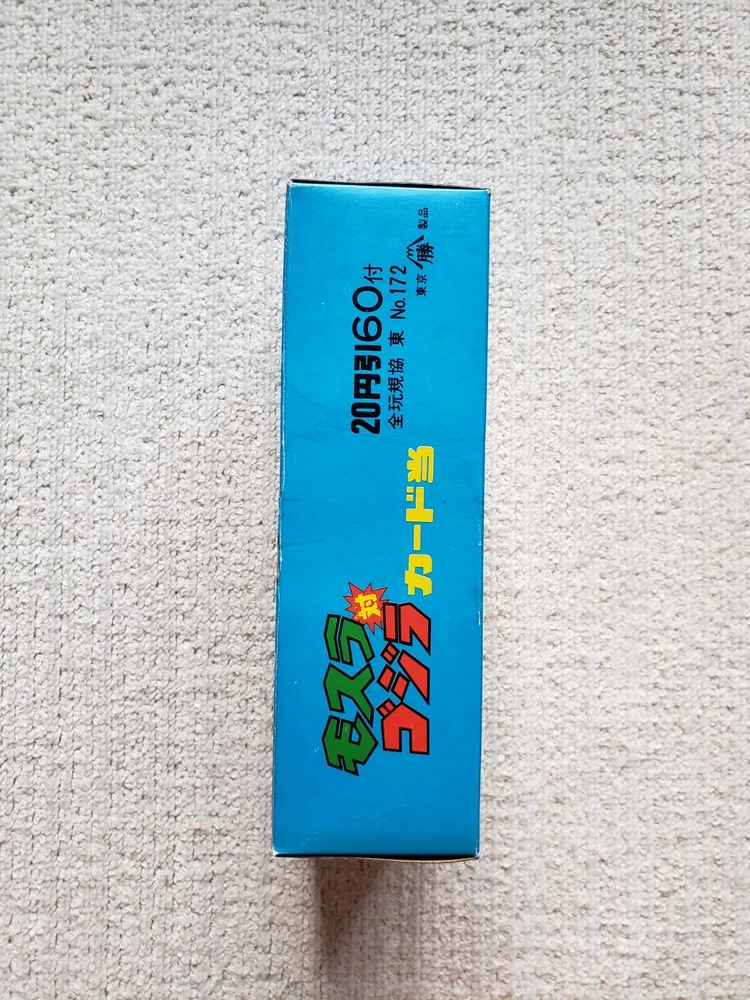 モスラ
対
ゴジラ
カード当
20円引60付
全玩規協 東 No.172
東京 勝 製品